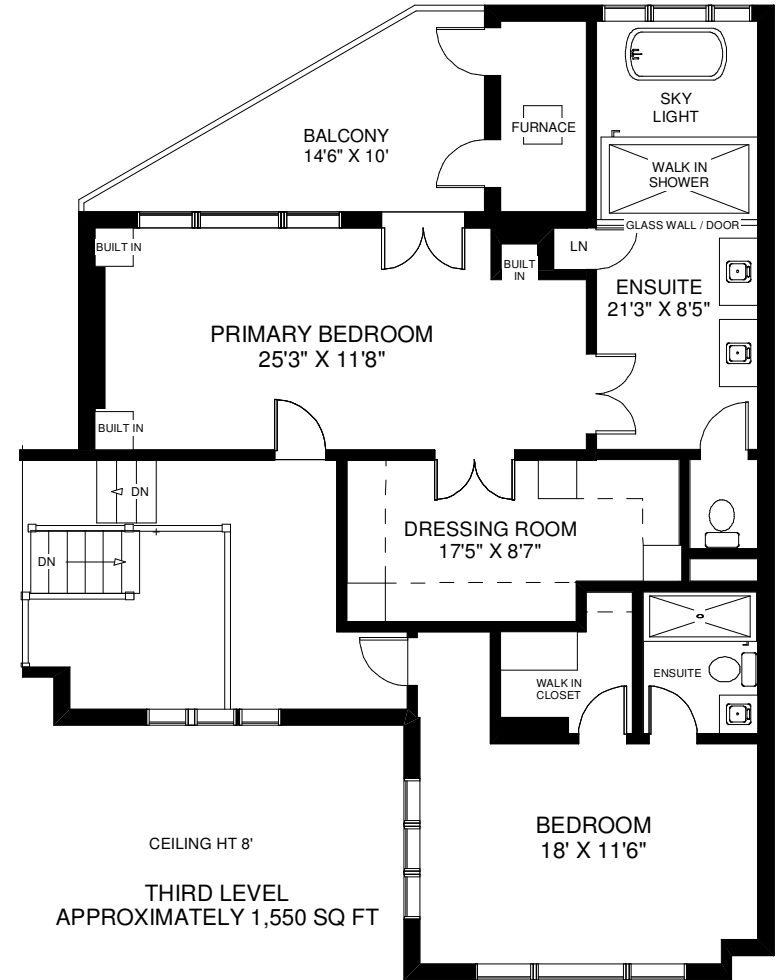 SKY
LIGHT
FURNACE
BALCONY
14'6" X 10'
WALK IN
SHOWER
GLASS WALL / DOOR
BUILT IN
LN
BUILT
IN
ENSUITE
21'3" X 8'5"
PRIMARY BEDROOM
25'3" X 11'8"
BUILT IN
DN
DRESSING ROOM
17'5" X 8'7"
DN
ENSUITE
WALK IN
CLOSET
BEDROOM
18' X 11'6"
CEILING HT 8'
THIRD LEVEL
APPROXIMATELY 1,550 SQ FT